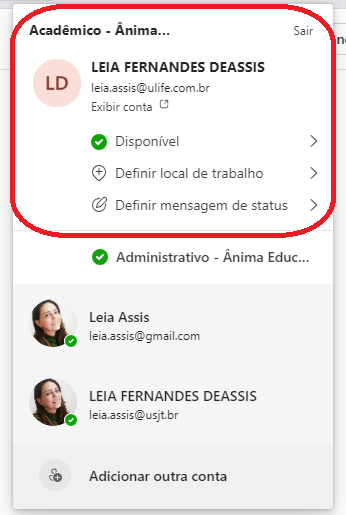 Acadêmico - Ânima...
Sair
LD
LEIA FERNANDES DEASSIS
leia.assis@ulife.com.br
Exibir conta
Disponível
Definir local de trabalho
Definir mensagem de status
Administrativo - Ânima Educ...
Leia Assis
leia.assis@gmail.com
LEIA FERNANDES DEASSIS
leia.assis@usjt.br
Adicionar outra conta